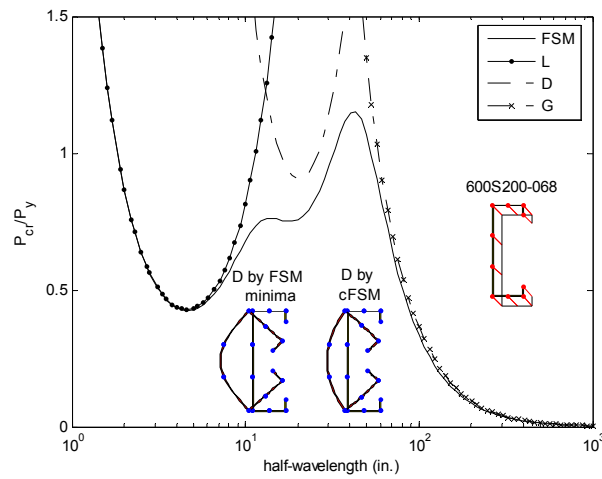 1.5
1
0.5
0
P_cr/P_y
FSM
L
D
G
600S200-068
D by FSM
minima
D by
cFSM
10^0
10^1
10^2
10^3
half-wavelength (in.)